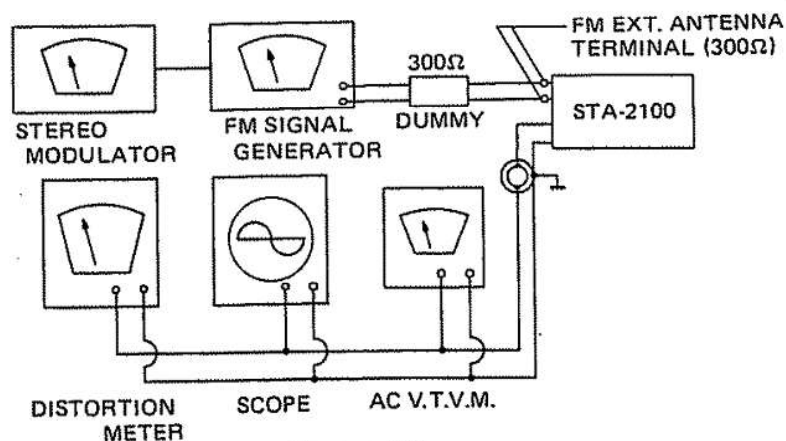 FM EXT. ANTENNA
TERMINAL (300Ω)
300Ω
STA-2100
STEREO
MODULATOR
FM SIGNAL
GENERATOR
DUMMY
DISTORTION
METER
SCOPE
AC V.T.V.M.